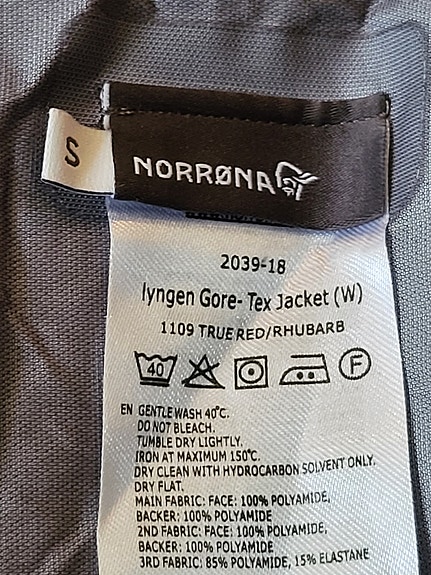 S
NORRØNA
2039-18
lyngen Gore-Tex Jacket (W)
1109 TRUE RED/RHUBARB
40 F
EN GENTLE WASH 40°C.
DO NOT BLEACH.
TUMBLE DRY LIGHTLY.
IRON AT MAXIMUM 150°C.
DRY CLEAN WITH HYDROCARBON SOLVENT ONLY.
DRY FLAT.
MAIN FABRIC: FACE: 100% POLYAMIDE,
BACKER: 100% POLYAMIDE
2ND FABRIC: FACE: 100% POLYAMIDE,
BACKER: 100% POLYAMIDE
3RD FABRIC: 85% POLYAMIDE, 15% ELASTANE